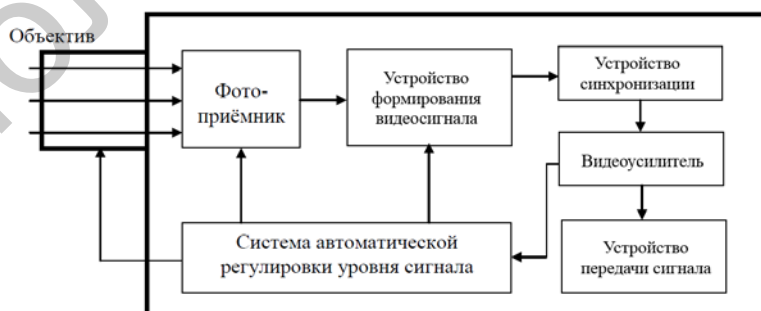 Объектив
Фото-
приёмник
Устройство
формирования
видеосигнала
Устройство
синхронизации
Видеоусилитель
Система автоматической
регулировки уровня сигнала
Устройство
передачи сигнала